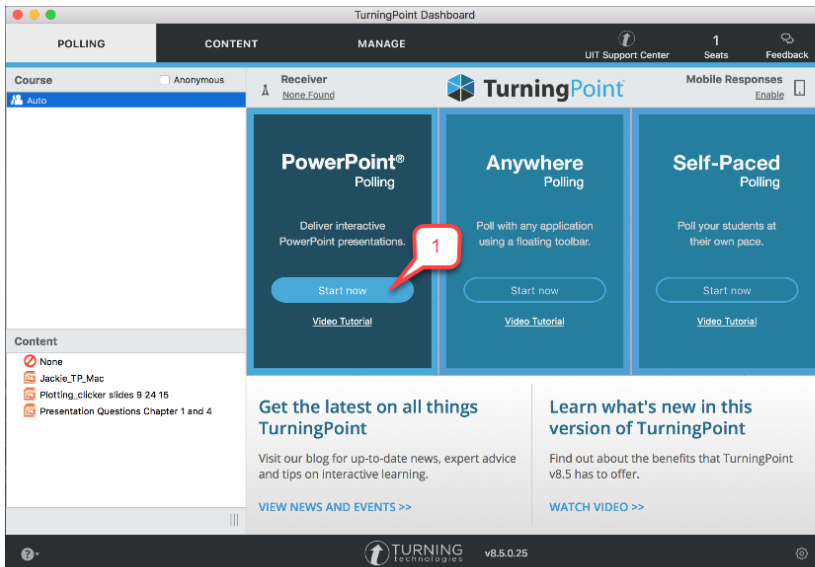 TurningPoint Dashboard
POLLING
CONTENT
MANAGE
UIT Support Center
1
Seats
Feedback
Course
Anonymous
Auto
Receiver
None Found
TurningPoint
Mobile Responses
Enable
PowerPoint®
Polling
Deliver interactive
PowerPoint presentations.
1
Start now
Video Tutorial
Anywhere
Polling
Poll with any application
using a floating toolbar.
Start now
Video Tutorial
Self-Paced
Polling
Poll your students at
their own pace.
Start now
Video Tutorial
Content
None
Jackie_TP_Mac
Plotting_clicker slides 9 24 15
Presentation Questions Chapter 1 and 4
Get the latest on all things
TurningPoint
Visit our blog for up-to-date news, expert advice
and tips on interactive learning.
VIEW NEWS AND EVENTS >>
Learn what's new in this
version of TurningPoint
Find out about the benefits that TurningPoint
v8.5 has to offer.
WATCH VIDEO >>
?
TURNING
technologies
v8.5.0.25